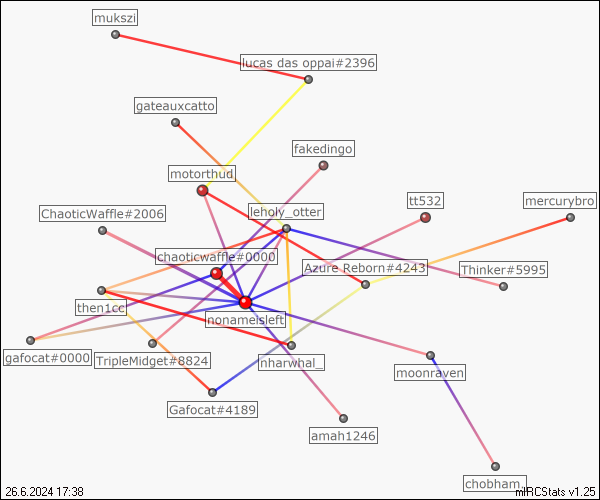 mukszi
lucas das oppai#2396
gateauxcatto
fakedingo
motorthud
tt532
mercurybro
ChaoticWaffle#2006
leholy_otter
chaoticwaffle#0000
Azure Reborn#4243
Thinker#5995
then1cc
nonameisleft
gafocat#0000
TripleMidget#8824
nharwhal_
moonraven
Gafocat#4189
amah1246
chobham.
26.6.2024 17:38
mIRCStats v1.25